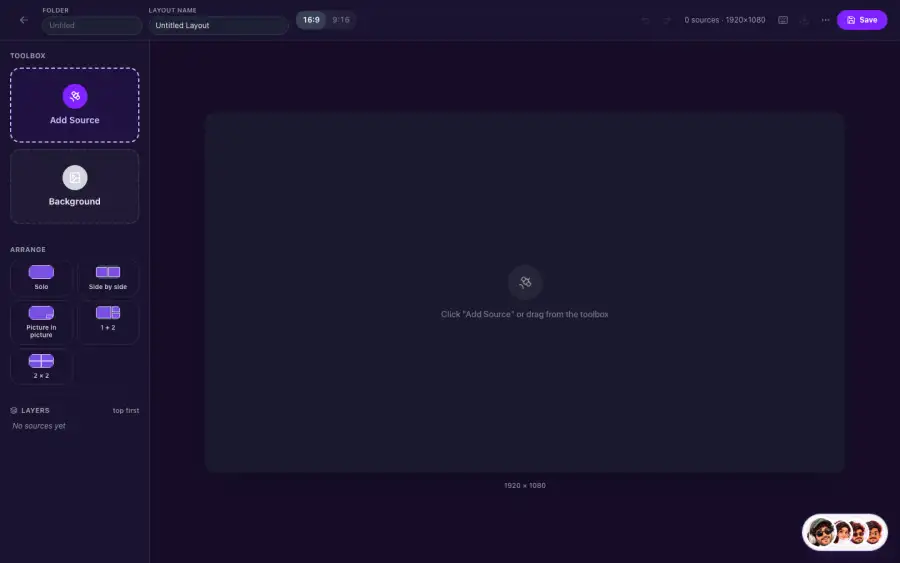 FOLDER
Untitled
LAYOUT NAME
Untitled Layout
16:9
9:16
0 sources · 1920×1080
Save
TOOLBOX
Add Source
Background
ARRANGE
Solo
Side by side
Picture in
picture
1 + 2
2 × 2
LAYERS
top first
No sources yet
Click "Add Source" or drag from the toolbox
1920 × 1080